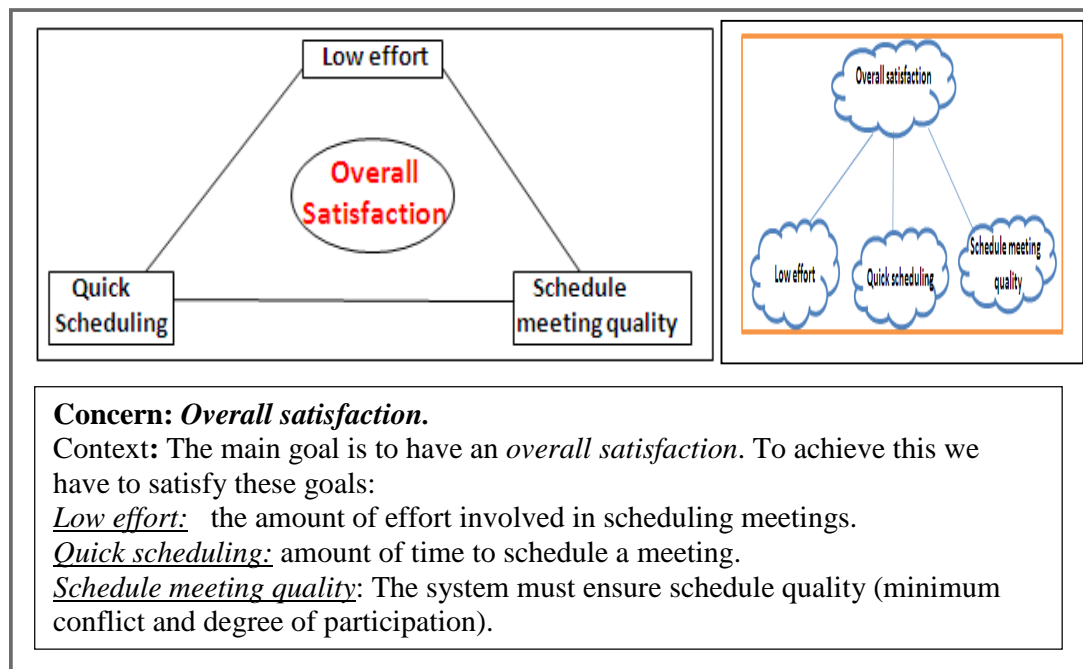 Low effort
Overall
Satisfaction
Quick
Scheduling
Schedule
meeting quality
Overall satisfaction
Low effort
Quick scheduling
Schedule meeting
quality
Concern: Overall satisfaction.
Context: The main goal is to have an overall satisfaction. To achieve this we
have to satisfy these goals:
Low effort: the amount of effort involved in scheduling meetings.
Quick scheduling: amount of time to schedule a meeting.
Schedule meeting quality: The system must ensure schedule quality (minimum
conflict and degree of participation).